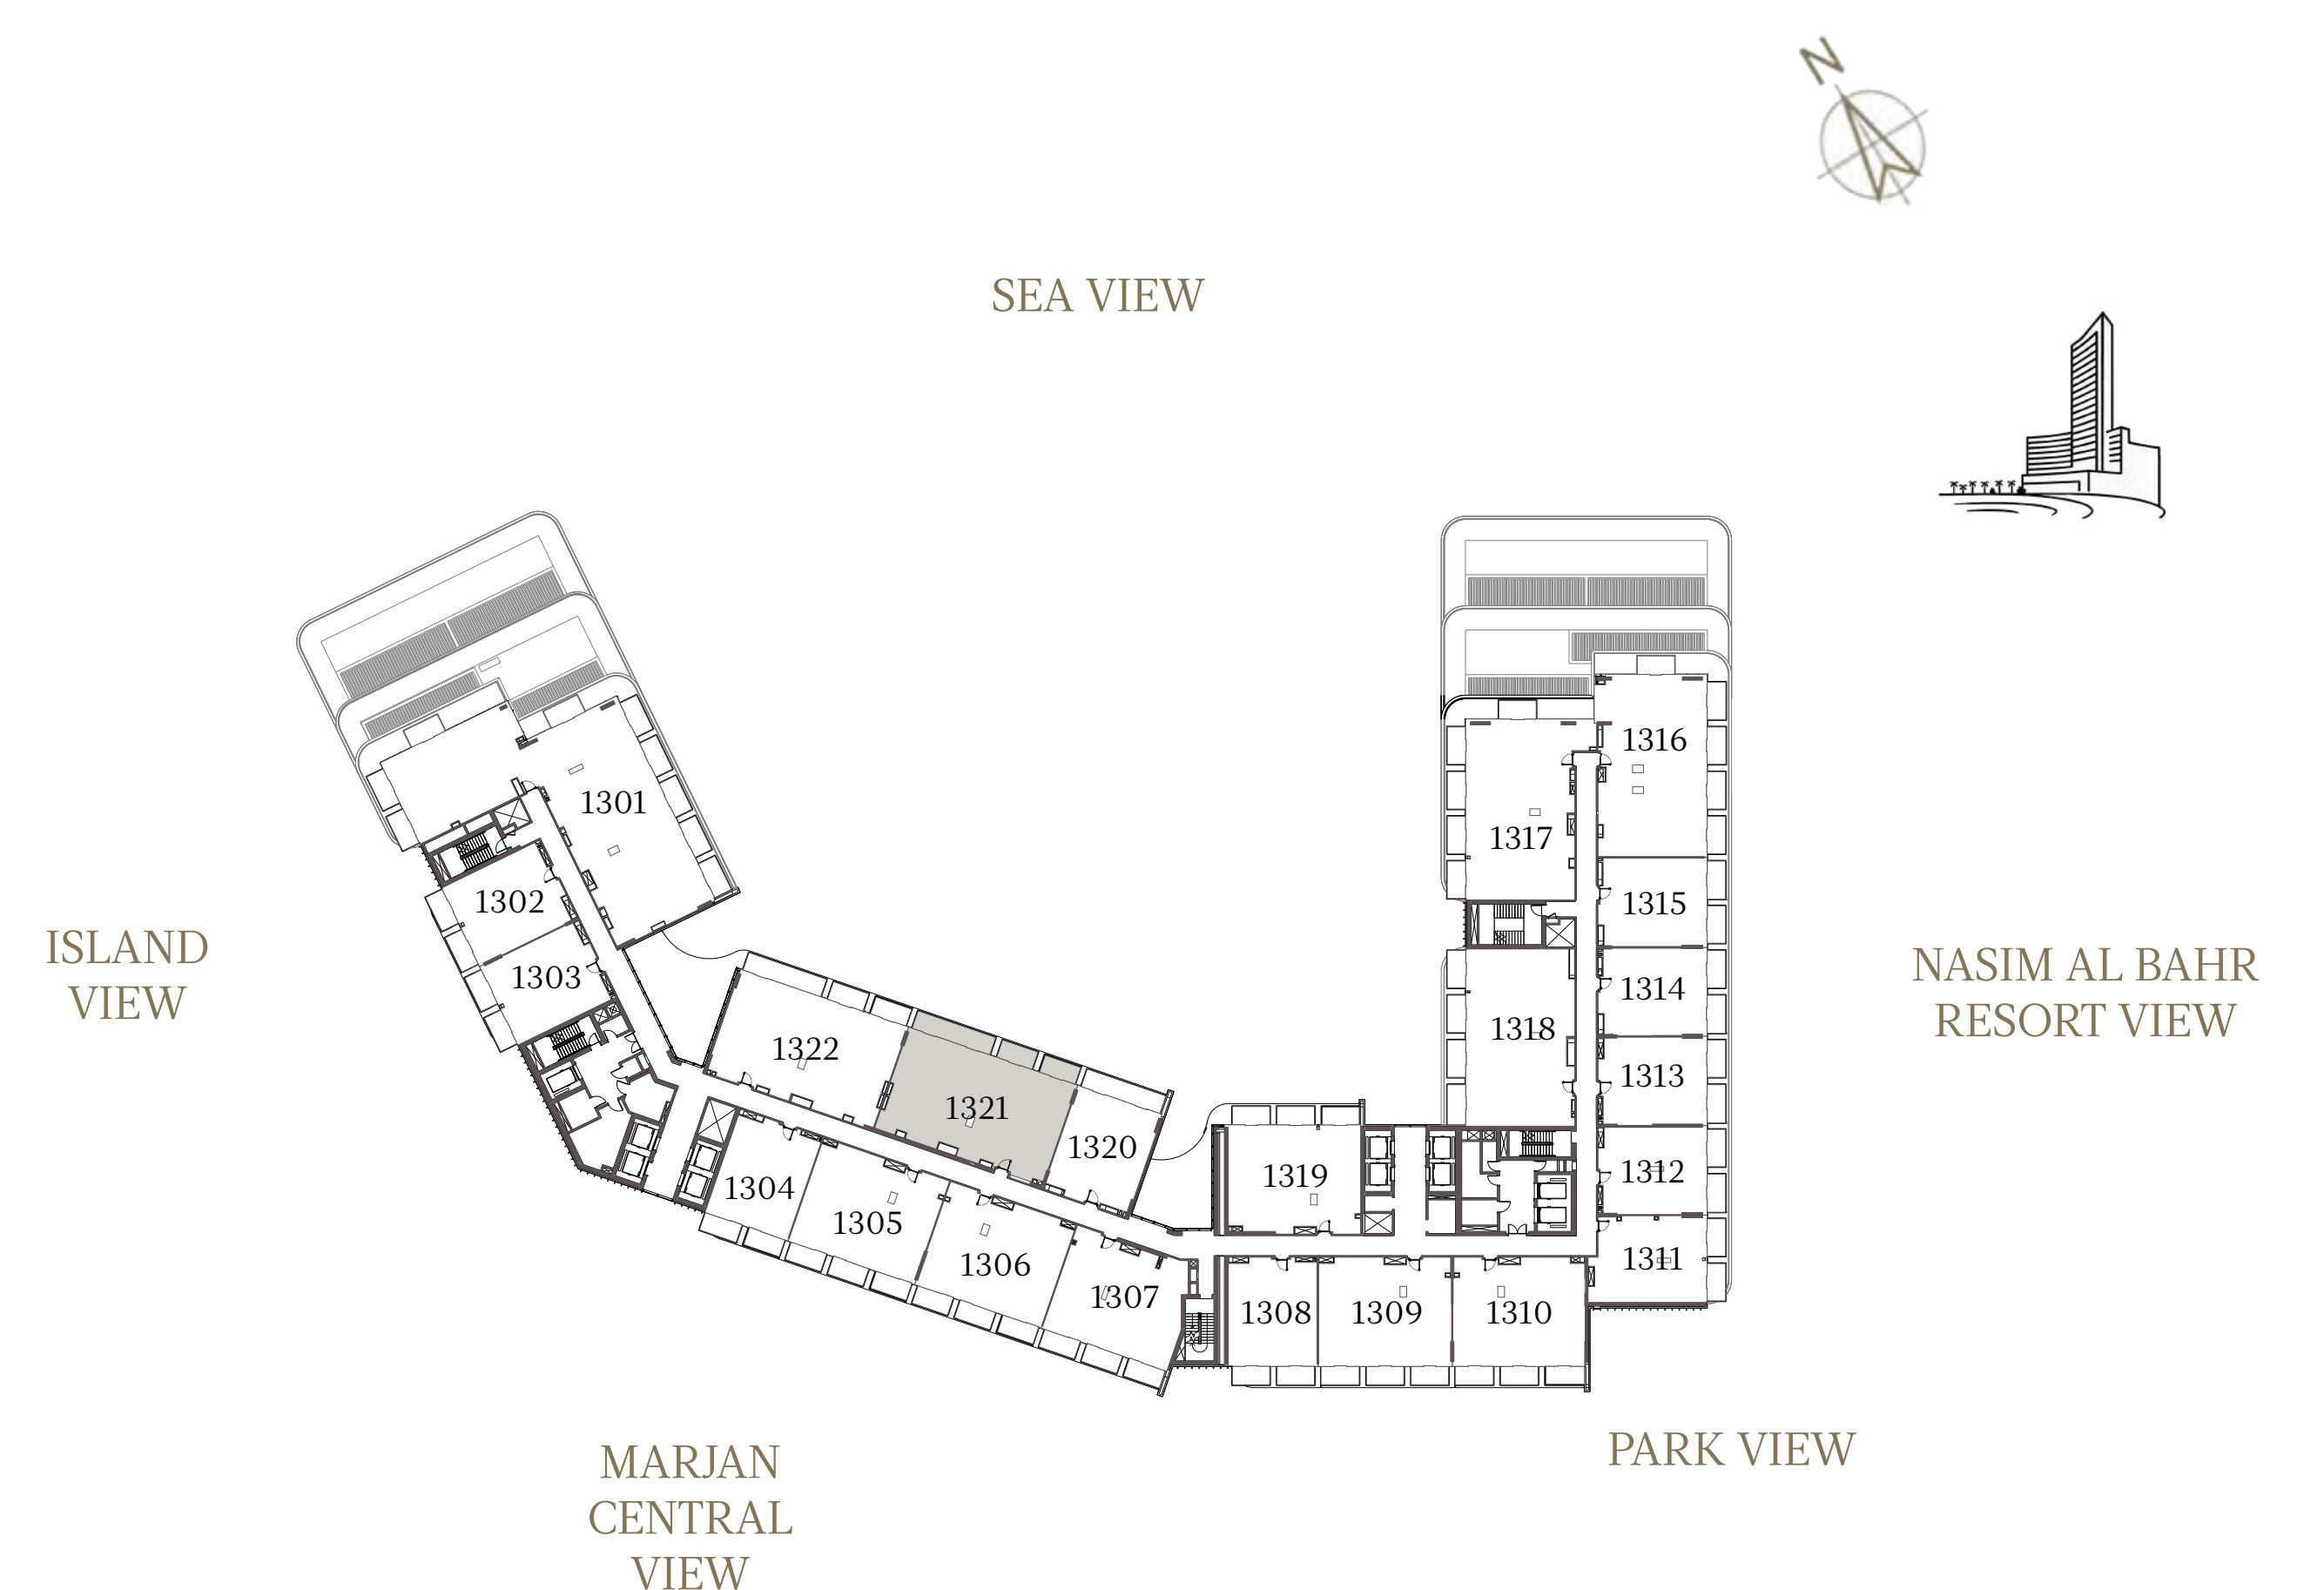 N
SEA VIEW
1316
1301
1317
1302
1315
ISLAND
VIEW
1303
NASIM AL BAHR
RESORT VIEW
1314
1318
1322
1313
1321
1320
1312
1319
1304
1305
1311
1306
1307
1308
1309
1310
PARK VIEW
MARJAN
CENTRAL
VIEW